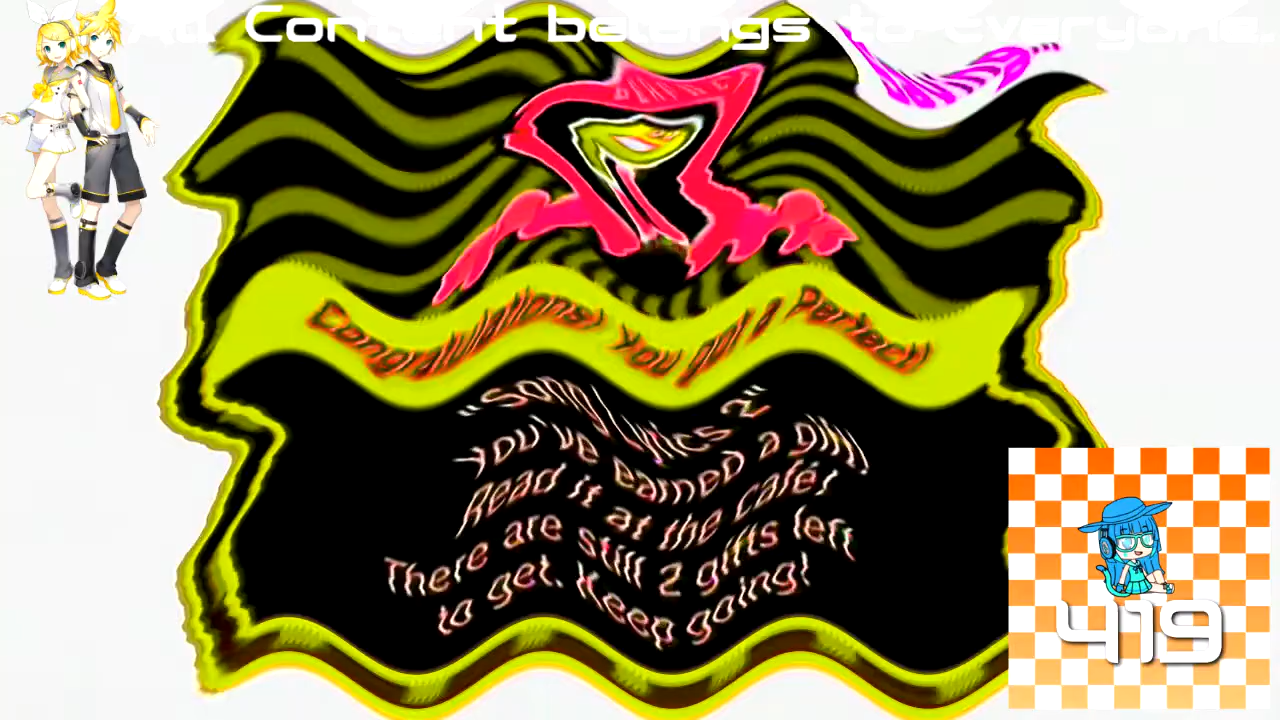 All Content belongs to everyone.
Congratulations! You got a Perfect!
"Song Lyrics 2"
You've earned a gift!
Read it at the café!
There are still 2 gifts left
to get. Keep going!
419